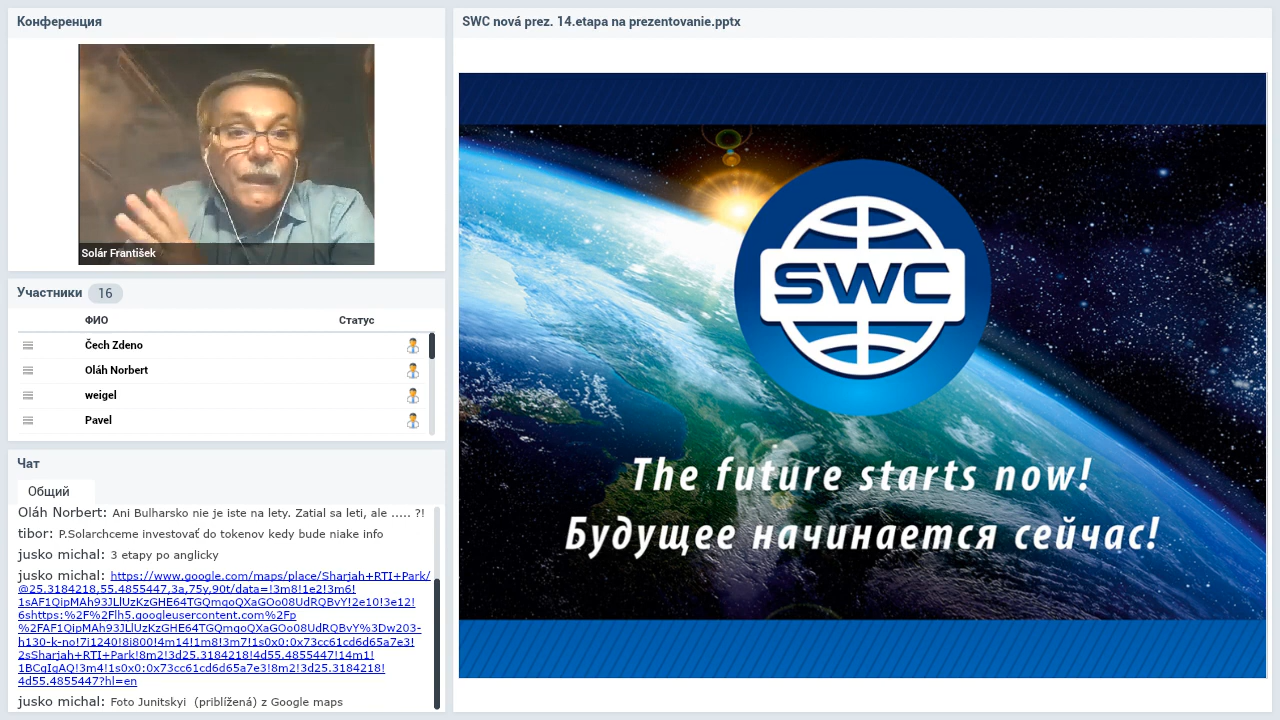 Конференция
Solár František
Участники 16
ФИО Статус
Čech Zdeno
Oláh Norbert
weigel
Pavel
Чат
Общий
Oláh Norbert: Ani Bulharsko nie je iste na lety. Zatial sa leti, ale ..... ?!
tibor: P.Solarchceme investovať do tokenov kedy bude niake info
jusko michal: 3 etapy po anglicky
jusko michal: https://www.google.com/maps/place/Sharjah+RTI+Park/
@25.3184218,55.4855447,3a,75y,90t/data=!3m8!1e2!3m6!
1sAF1QipMAh93JLlUzKzGHE64TGQmqoQXaGOo08UdRQBvY!2e10!3e12!
6shttps:%2F%2Flh5.googleusercontent.com%2Fp
%2FAF1QipMAh93JLlUzKzGHE64TGQmqoQXaGOo08UdRQBvY%3Dw203-
h130-k-no!7i1240!8i800!4m14!1m8!3m7!1s0x0:0x73cc61cd6d65a7e3!
2sSharjah+RTI+Park!8m2!3d25.3184218!4d55.4855447!14m1!
1BCgIgAQ!3m4!1s0x0:0x73cc61cd6d65a7e3!8m2!3d25.3184218!
4d55.4855447?hl=en
jusko michal: Foto Junitskyi (priblížená) z Google maps
SWC nová prez. 14.etapa na prezentovanie.pptx
SWC
The future starts now!
Будущее начинается сейчас!